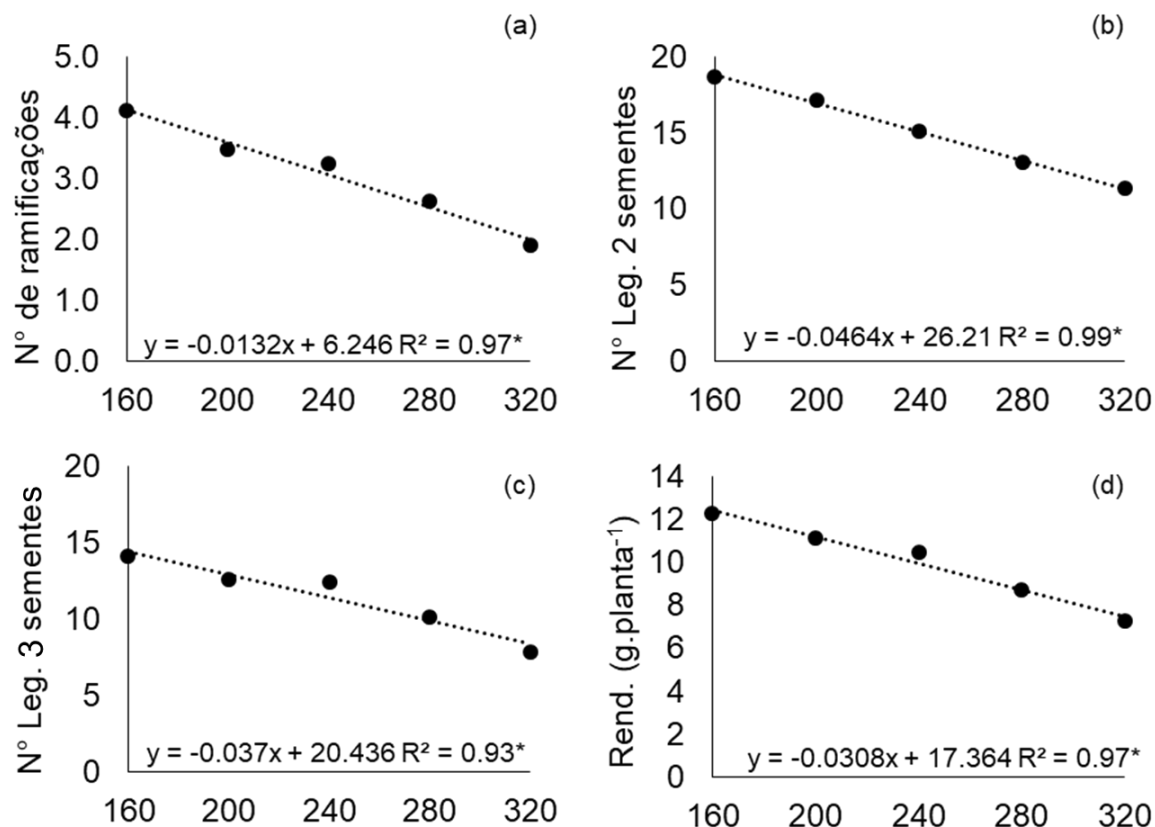 (a)
N° de ramificações
5.0
4.0
3.0
2.0
1.0
0.0
y = -0.0132x + 6.246 R² = 0.97*
160 200 240 280 320
(b)
N° Leg. 2 sementes
20
15
10
5
0
y = -0.0464x + 26.21 R² = 0.99*
160 200 240 280 320
(c)
N° Leg. 3 sementes
20
15
10
5
0
y = -0.037x + 20.436 R² = 0.93*
160 200 240 280 320
(d)
Rend. (g.planta⁻¹)
14
12
10
8
6
4
2
0
y = -0.0308x + 17.364 R² = 0.97*
160 200 240 280 320